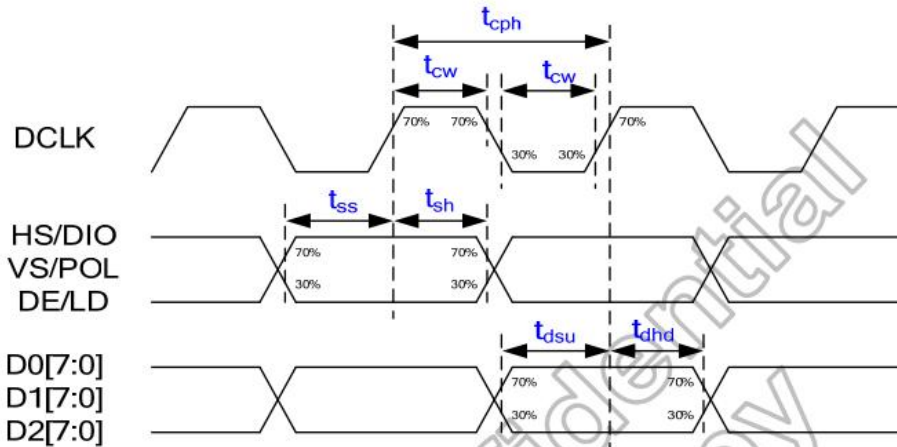 tcph
tcw tcw
DCLK
70% 70% 70%
30% 30%
tss tsh
HS/DIO
VS/POL
DE/LD
70% 70%
30% 30%
tdsu tdhd
D0[7:0]
D1[7:0]
D2[7:0]
70% 70%
30% 30%